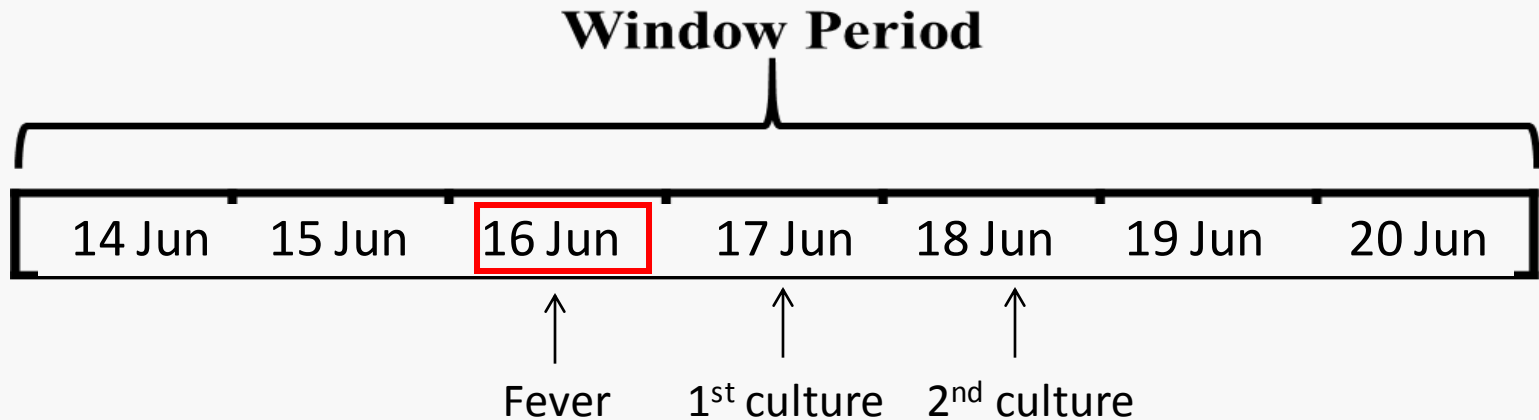 Window Period
14 Jun 15 Jun 16 Jun 17 Jun 18 Jun 19 Jun 20 Jun
Fever 1st culture 2nd culture